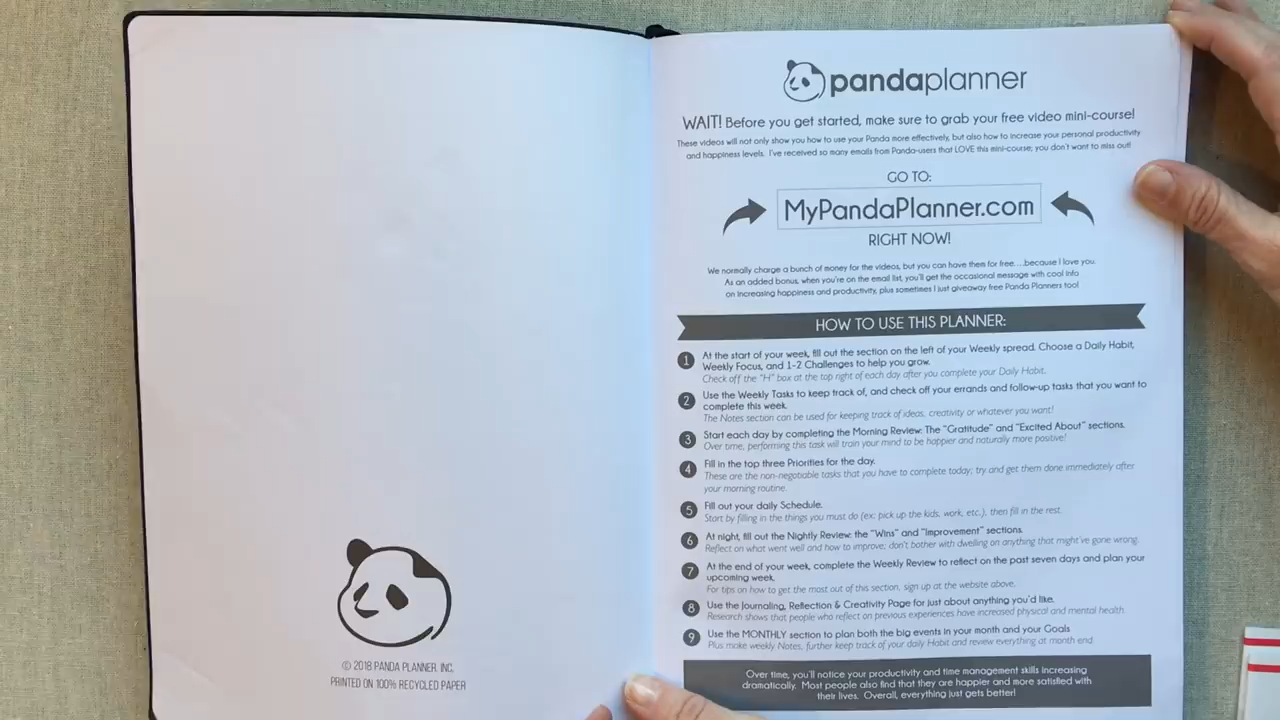 © 2018 PANDA PLANNER, INC.
PRINTED ON 100% RECYCLED PAPER
pandaplanner
WAIT! Before you get started, make sure to grab your free video mini-course!
These videos will not only show you how to use your Panda more effectively, but also how to increase your personal productivity
and happiness levels. I've received so many emails from Panda-users that LOVE this mini-course; you don't want to miss out!
GO TO:
MyPandaPlanner.com
RIGHT NOW!
We normally charge a bunch of money for the videos, but you can have them for free....because I love you.
As an added bonus, when you're on the email list, you'll get the occasional message with cool info
on increasing happiness and productivity, plus sometimes I just giveaway free Panda Planners too!
HOW TO USE THIS PLANNER:
1 At the start of your week, fill out the section on the left of your Weekly spread. Choose a Daily Habit,
Weekly Focus, and 1-2 Challenges to help you grow.
Check off the "H" box at the top right of each day after you complete your Daily Habit.
2 Use the Weekly Tasks to keep track of, and check off your errands and follow-up tasks that you want to
complete this week.
The Notes section can be used for keeping track of ideas, creativity or whatever you want!
3 Start each day by completing the Morning Review: The "Gratitude" and "Excited About" sections.
Over time, performing this task will train your mind to be happier and naturally more positive!
4 Fill in the top three Priorities for the day.
These are the non-negotiable tasks that you have to complete today; try and get them done immediately after
your morning routine.
5 Fill out your daily Schedule.
Start by filling in the things you must do (ex: pick up the kids, work, etc.), then fill in the rest.
6 At night, fill out the Nightly Review: the "Wins" and "Improvement" sections.
Reflect on what went well and how to improve; don't bother with dwelling on anything that might've gone wrong.
7 At the end of your week, complete the Weekly Review to reflect on the past seven days and plan your
upcoming week.
For tips on how to get the most out of this section, sign up at the website above.
8 Use the Journaling, Reflection & Creativity Page for just about anything you'd like.
Research shows that people who reflect on previous experiences have increased physical and mental health.
9 Use the MONTHLY section to plan both the big events in your month and your Goals
Plus make weekly Notes, further keep track of your daily Habit and review everything at month end.
Over time, you'll notice your productivity and time management skills increasing
dramatically. Most people also find that they are happier and more satisfied with
their lives. Overall, everything just gets better!